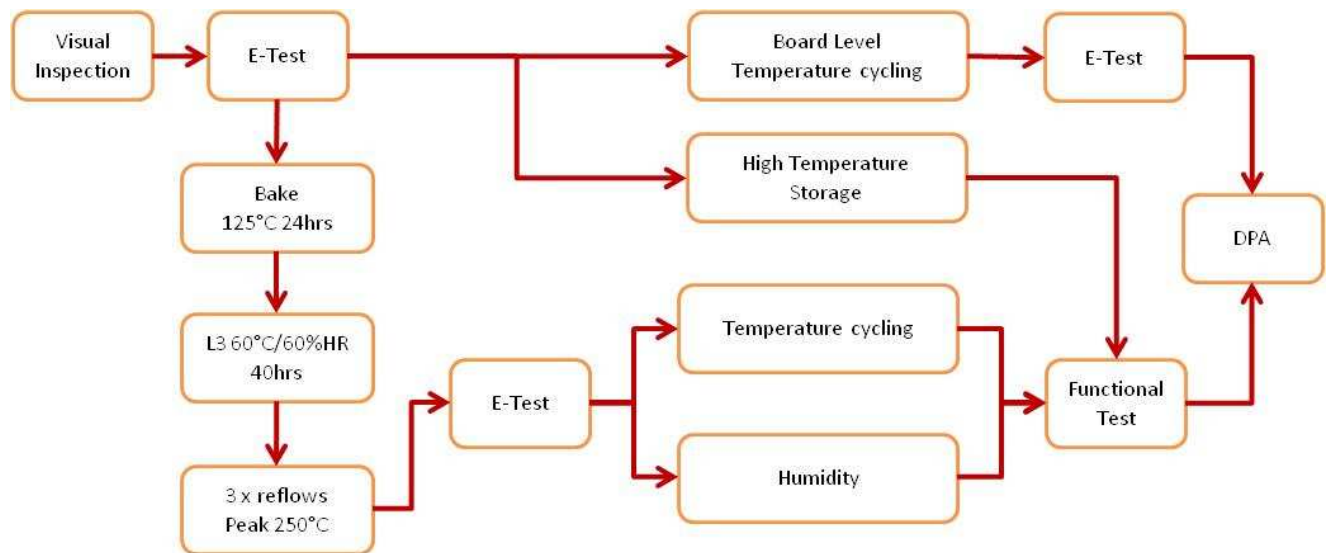 Visual
Inspection
E-Test
Board Level
Temperature cycling
E-Test
High Temperature
Storage
Bake
125°C 24hrs
DPA
L3 60°C/60%HR
40hrs
Temperature cycling
E-Test
Functional
Test
Humidity
3 x reflows
Peak 250°C